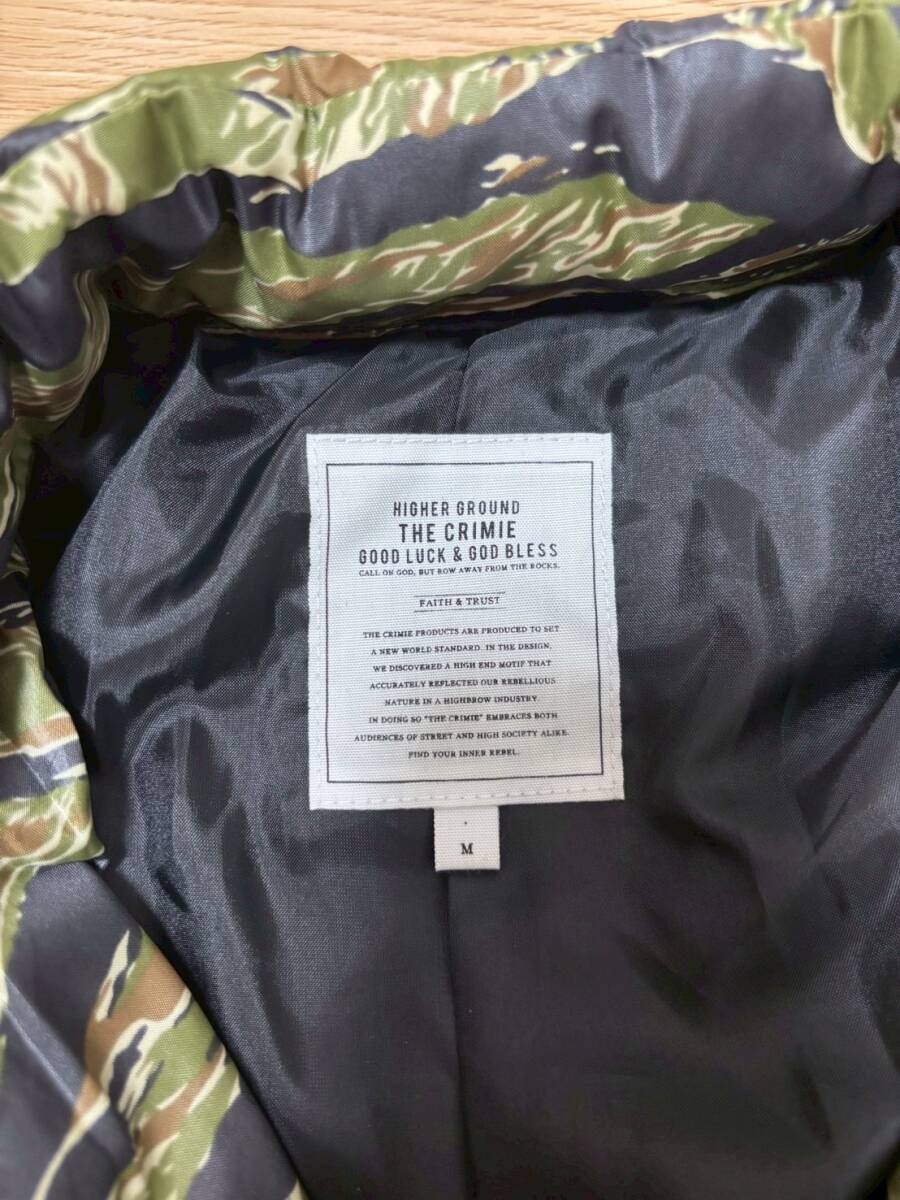 HIGHER GROUND
THE CRIMIE
GOOD LUCK & GOD BLESS
CALL ON GOD, BUT ROW AWAY FROM THE ROCKS.
FAITH & TRUST
THE CRIMIE PRODUCTS ARE PRODUCED TO SET
A NEW WORLD STANDARD. IN THE DESIGN,
WE DISCOVERED A HIGH END MOTIF THAT
ACCURATELY REFLECTED OUR REBELLIOUS
NATURE IN A HIGHBROW INDUSTRY.
IN DOING SO "THE CRIMIE" EMBRACES BOTH
AUDIENCES OF STREET AND HIGH SOCIETY ALIKE.
FIND YOUR INNER REBEL.
M